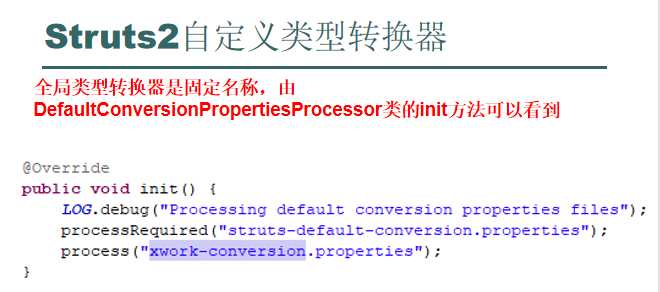 Struts2自定义类型转换器
全局类型转换器是固定名称，由
DefaultConversionPropertiesProcessor类的init方法可以看到
@Override
public void init() {
    LOG.debug("Processing default conversion properties files");
    processRequired("struts-default-conversion.properties");
    process("xwork-conversion.properties");
}